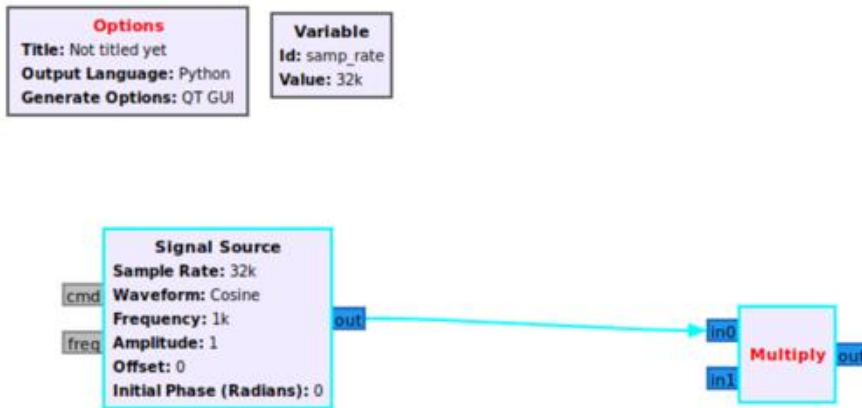 Options
Title: Not titled yet
Output Language: Python
Generate Options: QT GUI
Variable
Id: samp_rate
Value: 32k
Signal Source
Sample Rate: 32k
Waveform: Cosine
Frequency: 1k
Amplitude: 1
Offset: 0
Initial Phase (Radians): 0
cmd
freq
out
in0
in1
Multiply
out